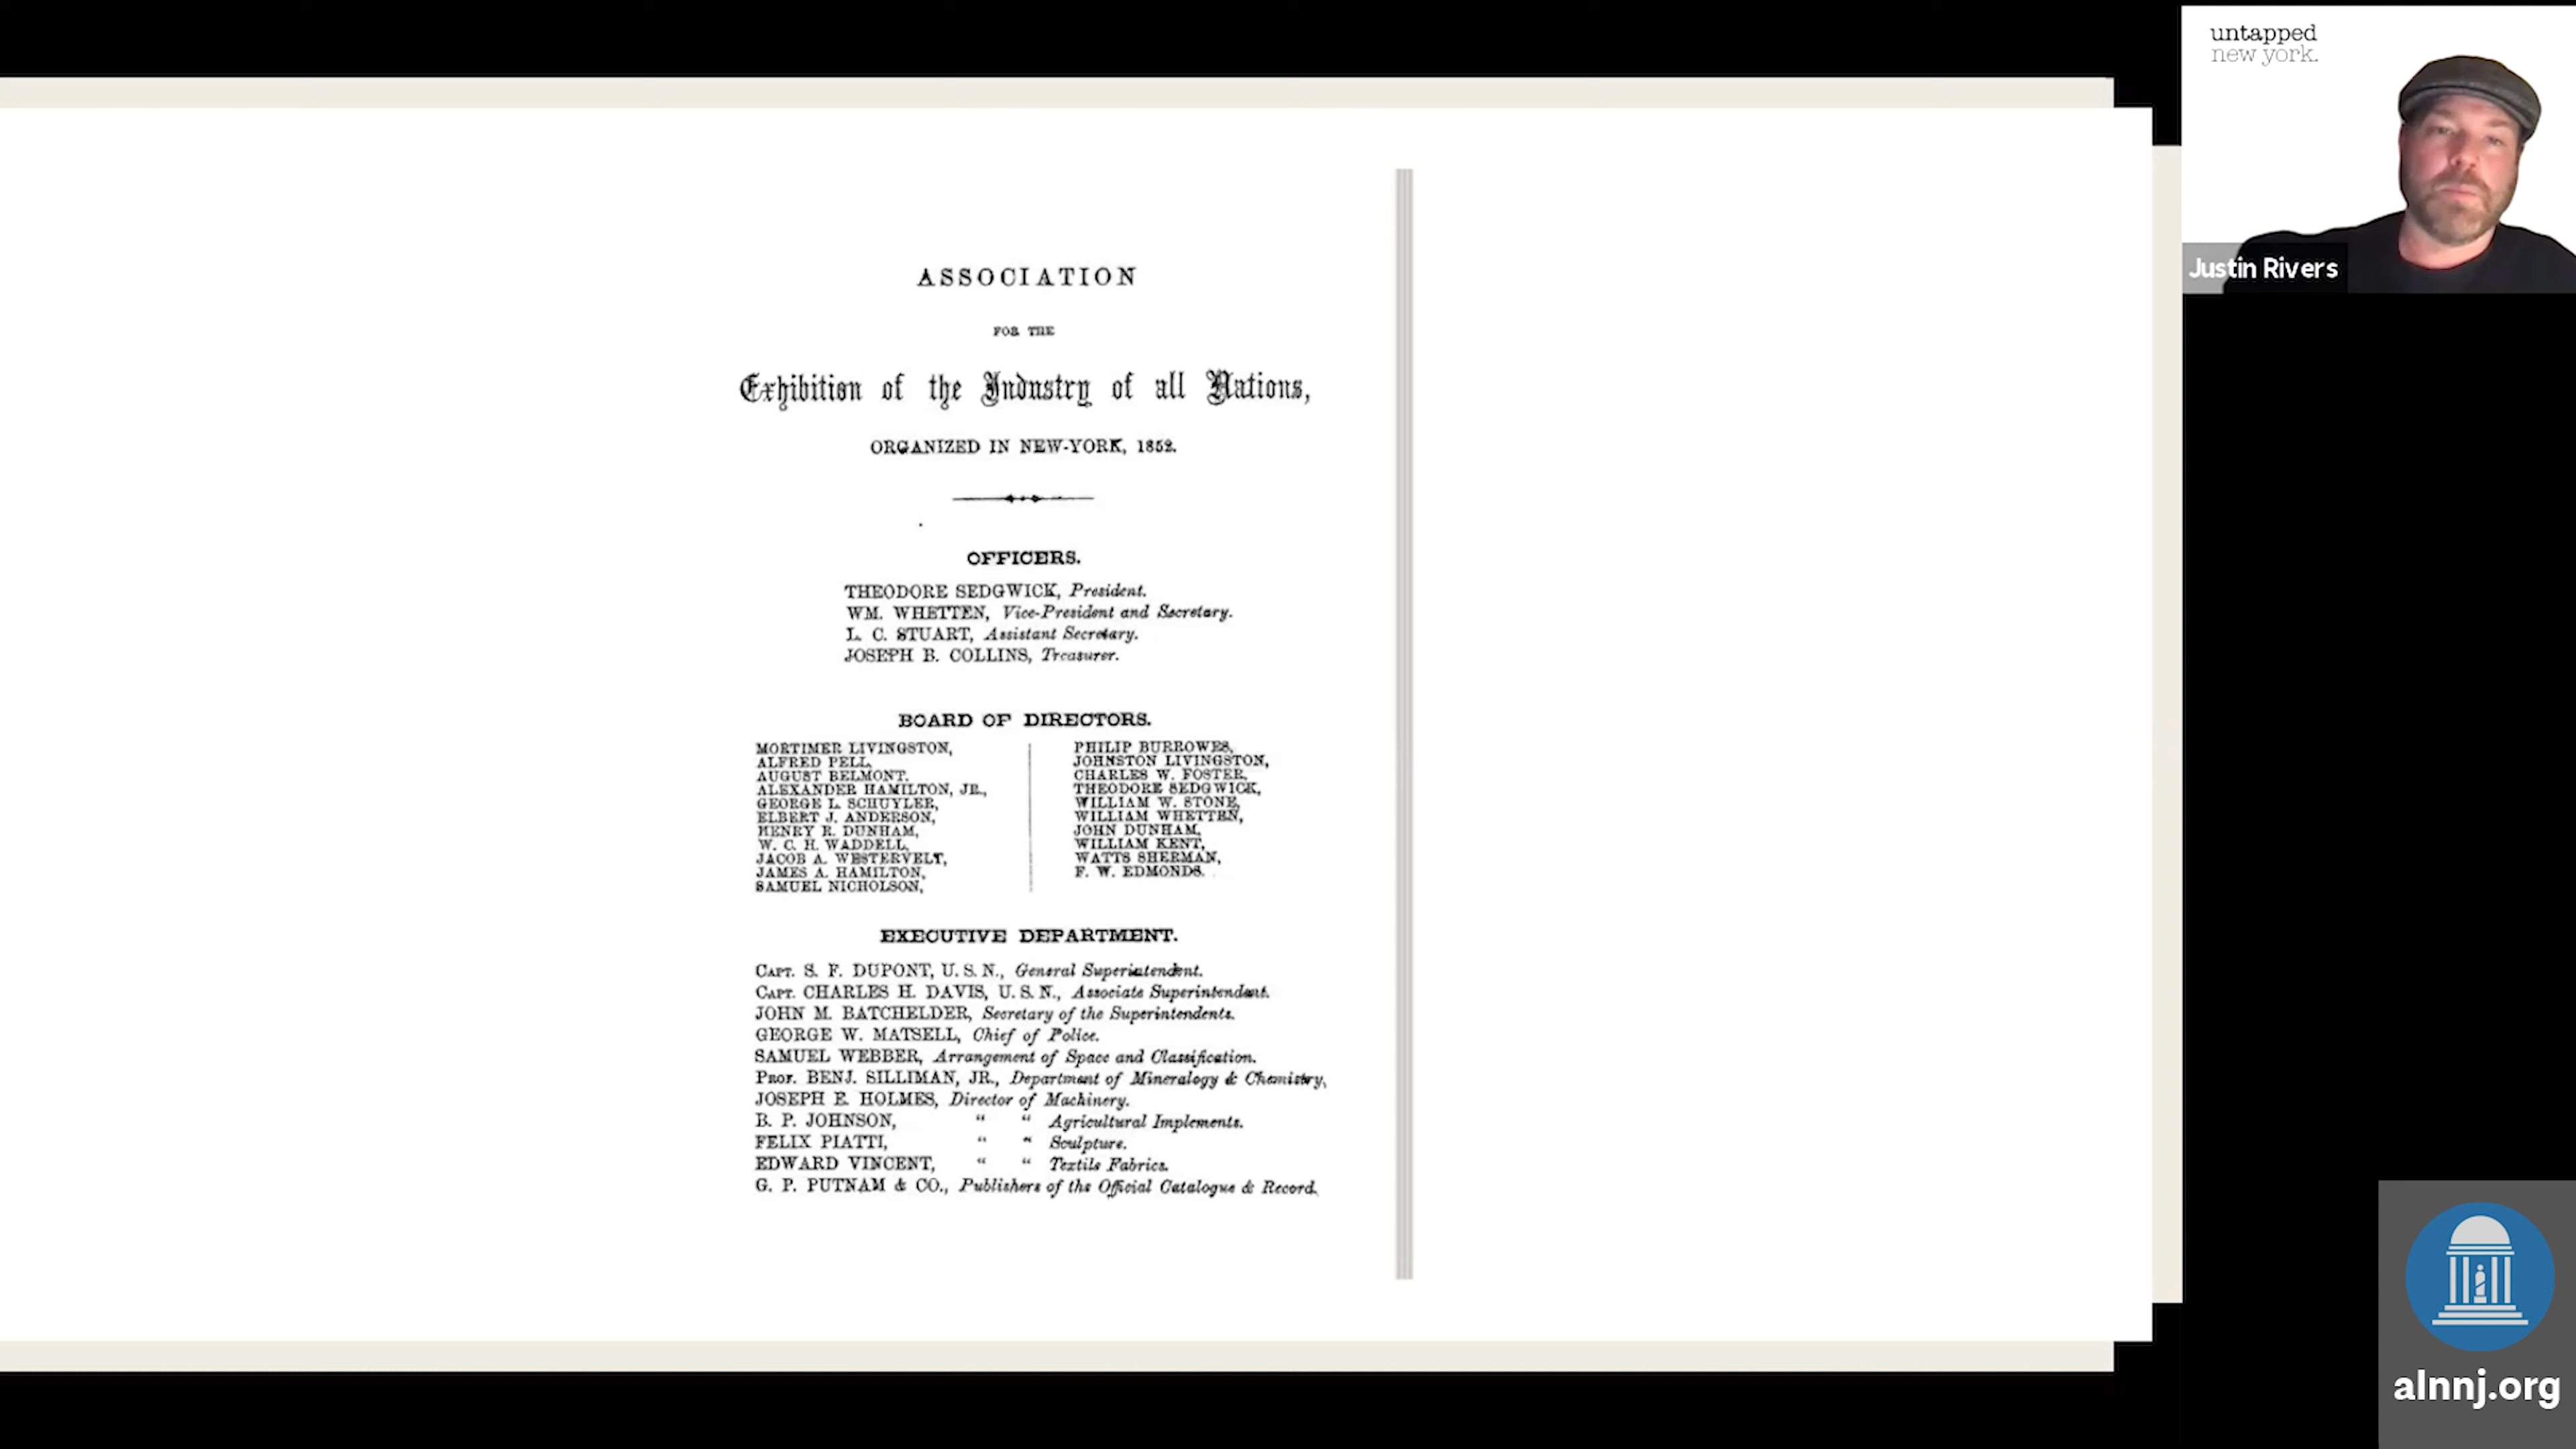 ASSOCIATION
FOR THE
Exhibition of the Industry of all Nations,
ORGANIZED IN NEW-YORK, 1852.
OFFICERS.
THEODORE SEDGWICK, President.
WM. WHETTEN, Vice-President and Secretary.
L. C. STUART, Assistant Secretary.
JOSEPH B. COLLINS, Treasurer.
BOARD OF DIRECTORS.
MORTIMER LIVINGSTON,
ALFRED PELL,
AUGUST BELMONT.
ALEXANDER HAMILTON, JR.,
GEORGE L. SCHUYLER,
ELBERT J. ANDERSON,
HENRY R. DUNHAM,
W. C. H. WADDELL,
JACOB A. WESTERVELT,
JAMES A. HAMILTON,
SAMUEL NICHOLSON,
PHILIP BURROWES,
JOHNSTON LIVINGSTON,
CHARLES W. FOSTER,
THEODORE SEDGWICK,
WILLIAM W. STONE,
WILLIAM WHETTEN,
JOHN DUNHAM,
WILLIAM KENT,
WATTS SHERMAN,
F. W. EDMONDS.
EXECUTIVE DEPARTMENT.
CAPT. S. F. DUPONT, U. S. N., General Superintendent.
CAPT. CHARLES H. DAVIS, U. S. N., Associate Superintendent.
JOHN M. BATCHELDER, Secretary of the Superintendents.
GEORGE W. MATSELL, Chief of Police.
SAMUEL WEBBER, Arrangement of Space and Classification.
PROF. BENJ. SILLIMAN, JR., Department of Mineralogy & Chemistry,
JOSEPH E. HOLMES, Director of Machinery.
B. P. JOHNSON, " " Agricultural Implements.
FELIX PIATTI, " " Sculpture.
EDWARD VINCENT, " " Textile Fabrics.
G. P. PUTNAM & CO., Publishers of the Official Catalogue & Record.
untapped
new york.
Justin Rivers
alnnj.org